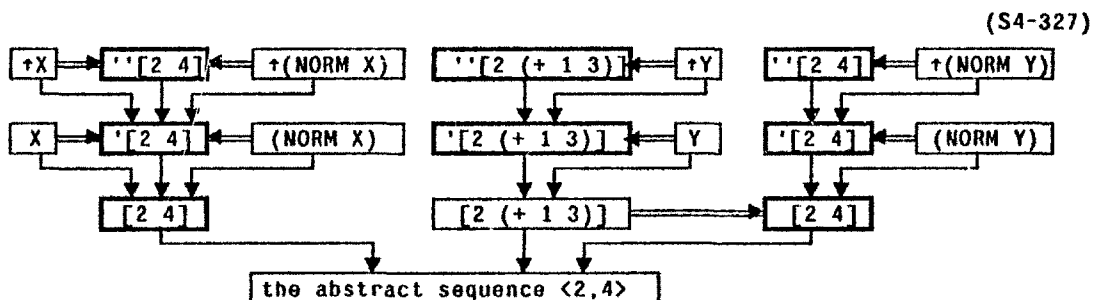 (S4-327)
↑X ''[2 4] ↑(NORM X) ''[2 (+ 1 3)] ↑Y ''[2 4] ↑(NORM Y)
X '[2 4] (NORM X) '[2 (+ 1 3)] Y '[2 4] (NORM Y)
[2 4] [2 (+ 1 3)] [2 4]
the abstract sequence <2,4>